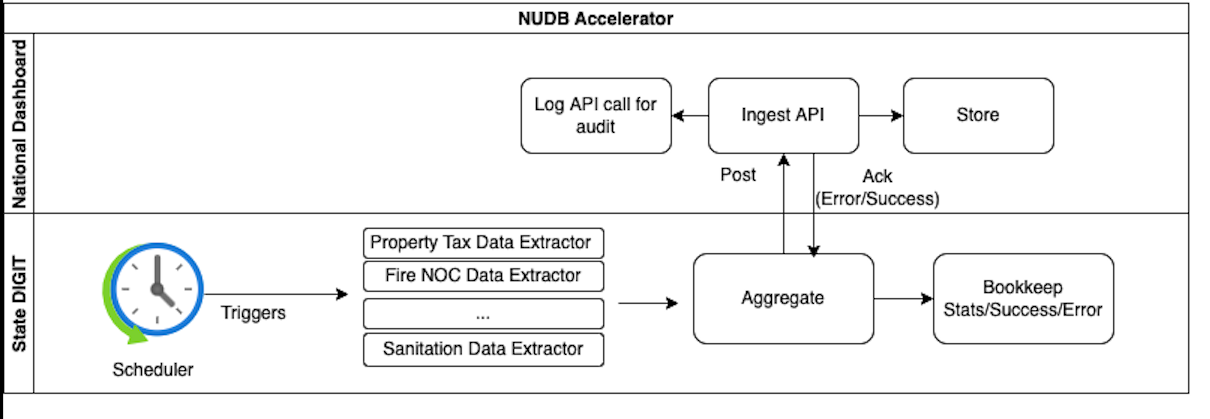 NUDB Accelerator
National Dashboard
Log API call for
audit
Ingest API
Store
Post
Ack
(Error/Success)
State DIGIT
Scheduler
Triggers
Property Tax Data Extractor
Fire NOC Data Extractor
...
Sanitation Data Extractor
Aggregate
Bookkeep
Stats/Success/Error